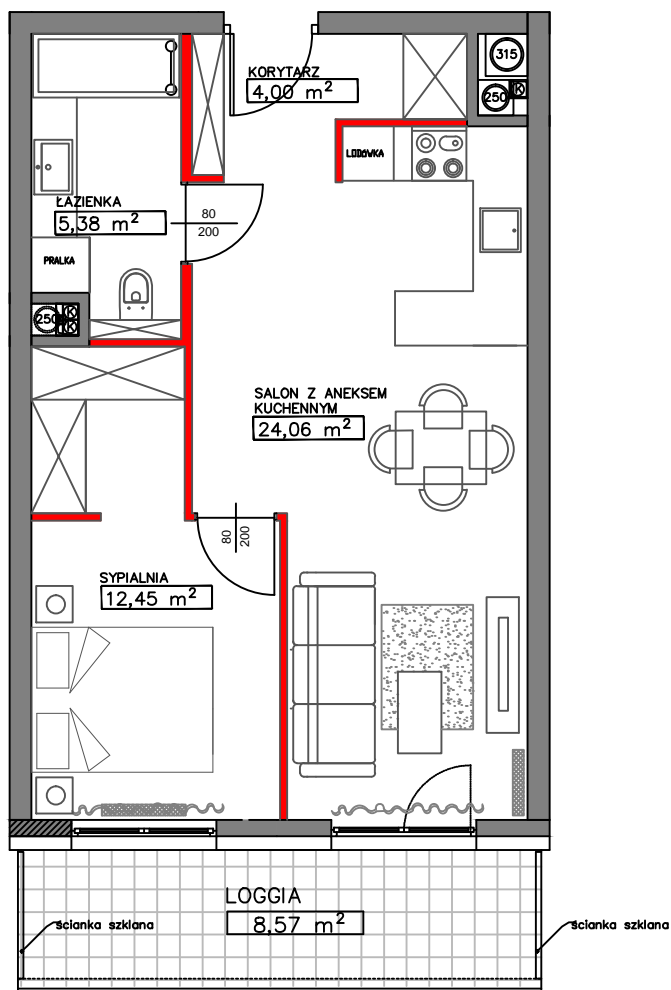 KORYTARZ
4,00 m²
315
250
K
LODÓWKA
ŁAZIENKA
5,38 m²
80
200
PRALKA
250
K
K
SALON Z ANEKSEM
KUCHENNYM
24,06 m²
80
200
SYPIALNIA
12,45 m²
LOGGIA
8,57 m²
ścianka szklana
ścianka szklana